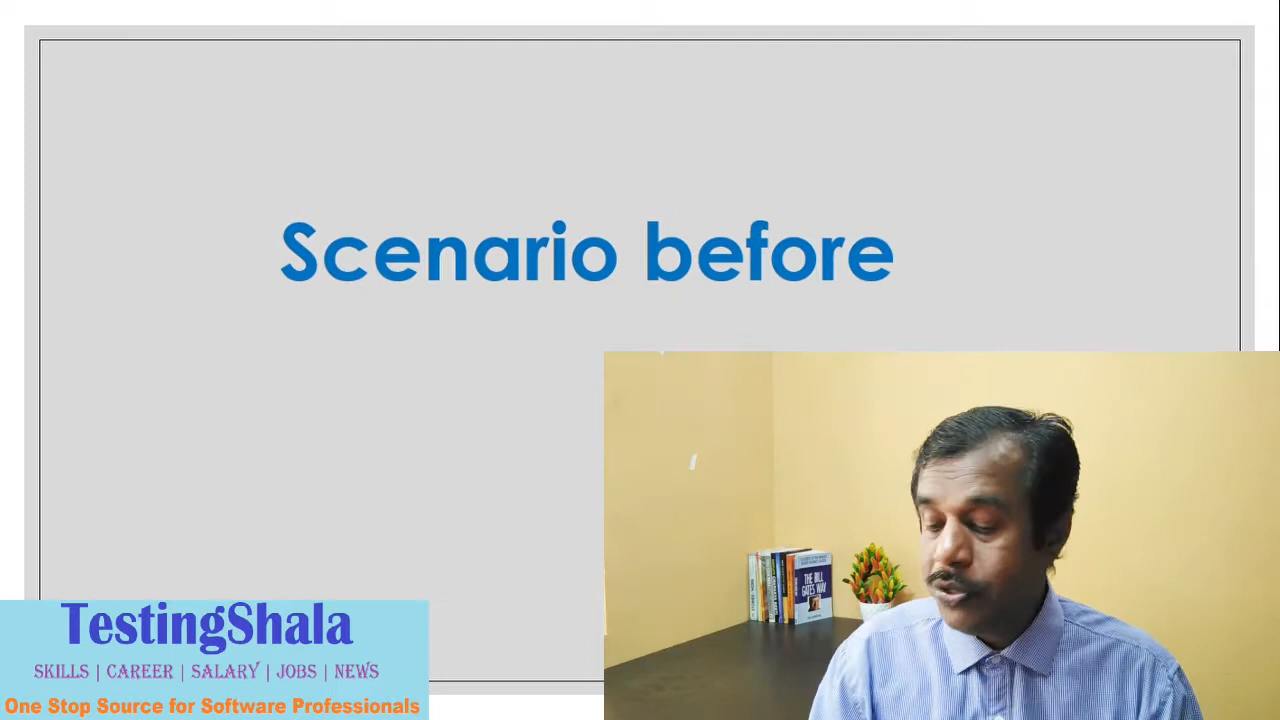 Scenario before
THE BILL
GATES WAY
TestingShala
SKILLS | CAREER | SALARY | JOBS | NEWS
One Stop Source for Software Professionals